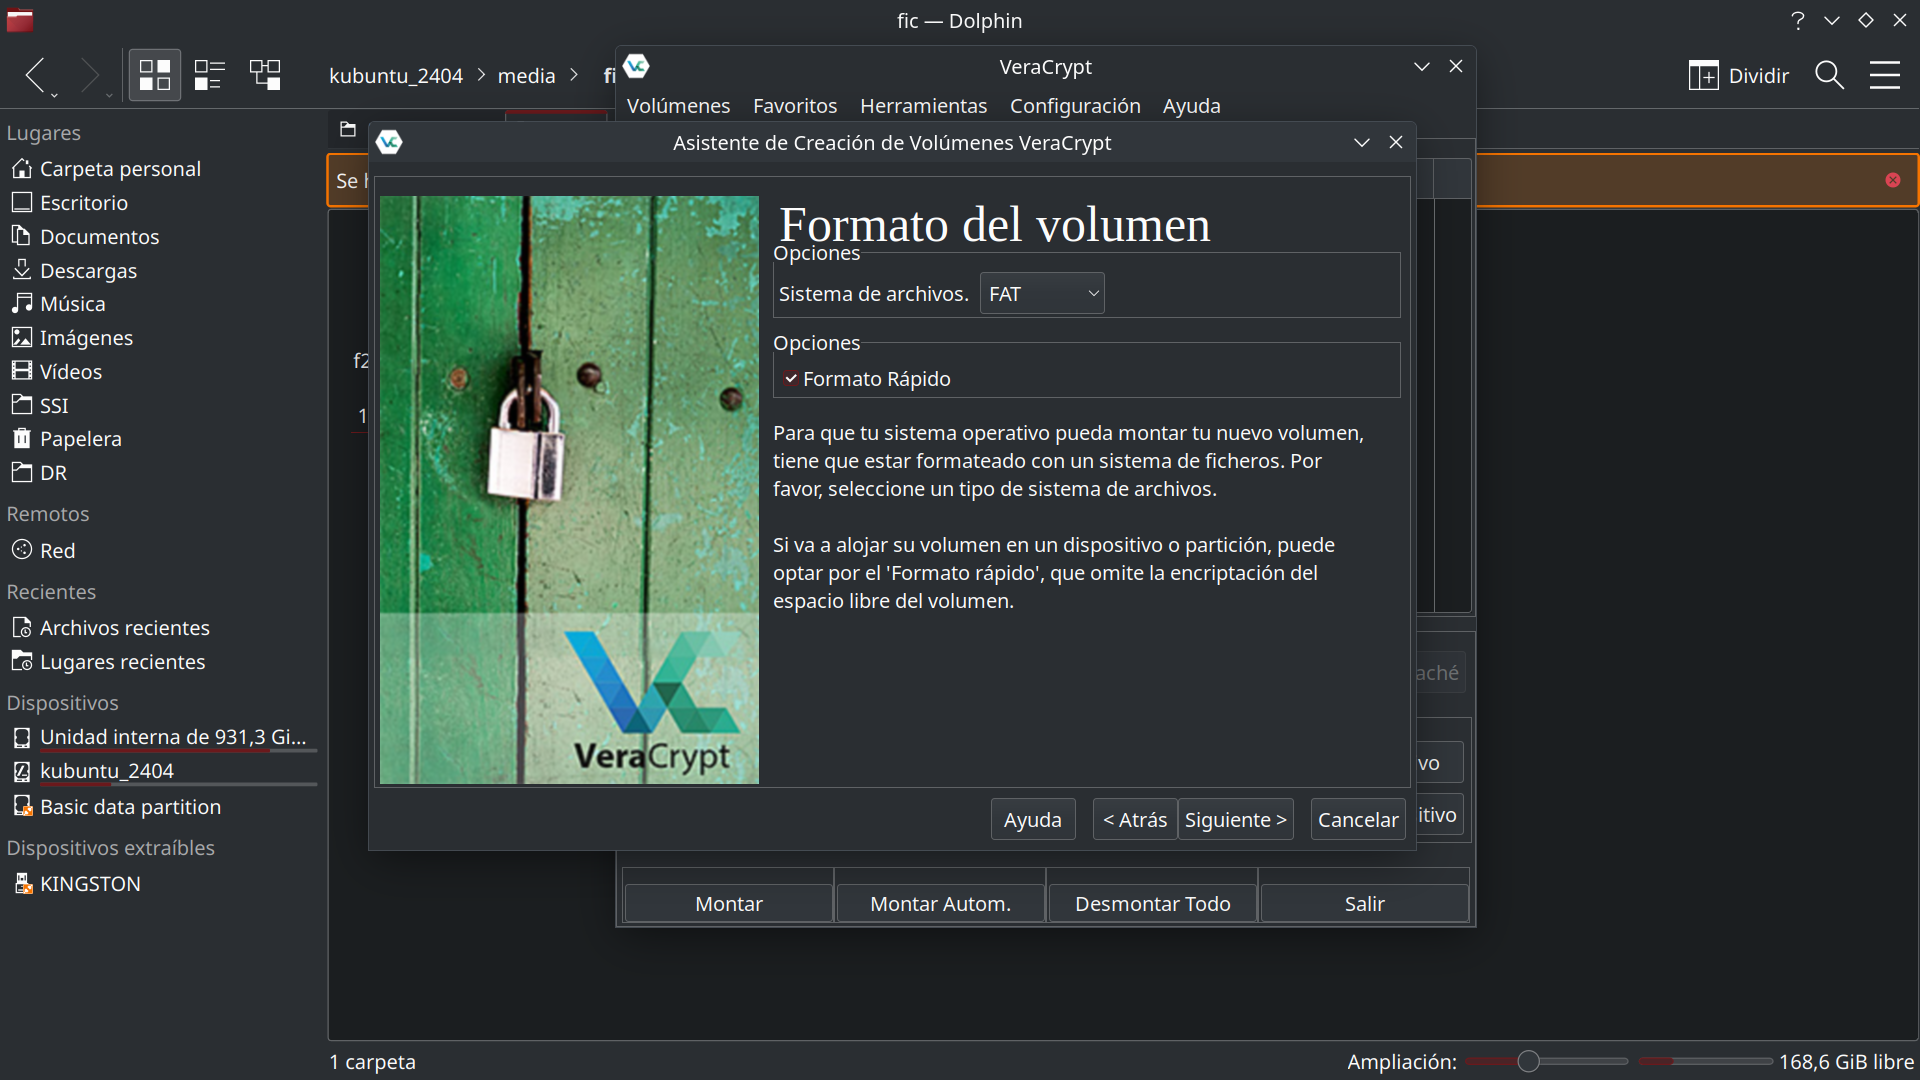 fic — Dolphin
kubuntu_2404 > media > fi
Dividir
VeraCrypt
Volúmenes Favoritos Herramientas Configuración Ayuda
Asistente de Creación de Volúmenes VeraCrypt
Lugares
Carpeta personal
Escritorio
Documentos
Descargas
Música
Imágenes
Vídeos
SSI
Papelera
DR
Remotos
Red
Recientes
Archivos recientes
Lugares recientes
Dispositivos
Unidad interna de 931,3 Gi...
kubuntu_2404
Basic data partition
Dispositivos extraíbles
KINGSTON
Se
f2
1
Formato del volumen
Opciones
Sistema de archivos. FAT
Opciones
Formato Rápido
Para que tu sistema operativo pueda montar tu nuevo volumen,
tiene que estar formateado con un sistema de ficheros. Por
favor, seleccione un tipo de sistema de archivos.
Si va a alojar su volumen en un dispositivo o partición, puede
optar por el 'Formato rápido', que omite la encriptación del
espacio libre del volumen.
VeraCrypt
Ayuda < Atrás Siguiente > Cancelar
aché
vo
itivo
Montar Montar Autom. Desmontar Todo Salir
1 carpeta
Ampliación: 168,6 GiB libre